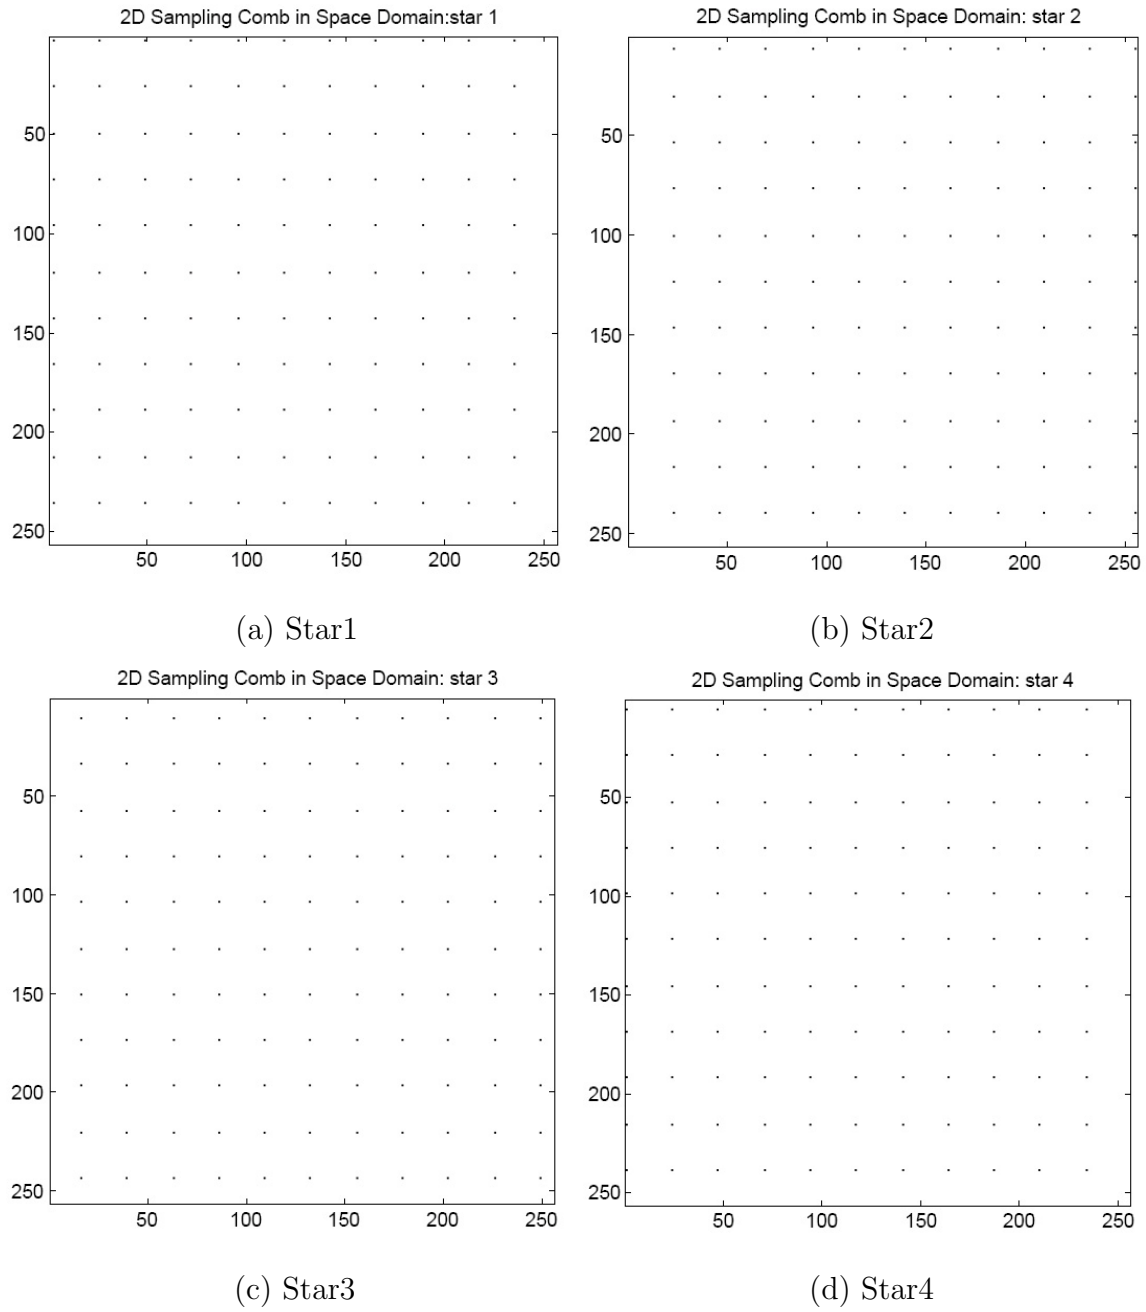 2D Sampling Comb in Space Domain:star 1
50
100
150
200
250
50 100 150 200 250
(a) Star1
2D Sampling Comb in Space Domain: star 2
50
100
150
200
250
50 100 150 200 250
(b) Star2
2D Sampling Comb in Space Domain: star 3
50
100
150
200
250
50 100 150 200 250
(c) Star3
2D Sampling Comb in Space Domain: star 4
50
100
150
200
250
50 100 150 200 250
(d) Star4